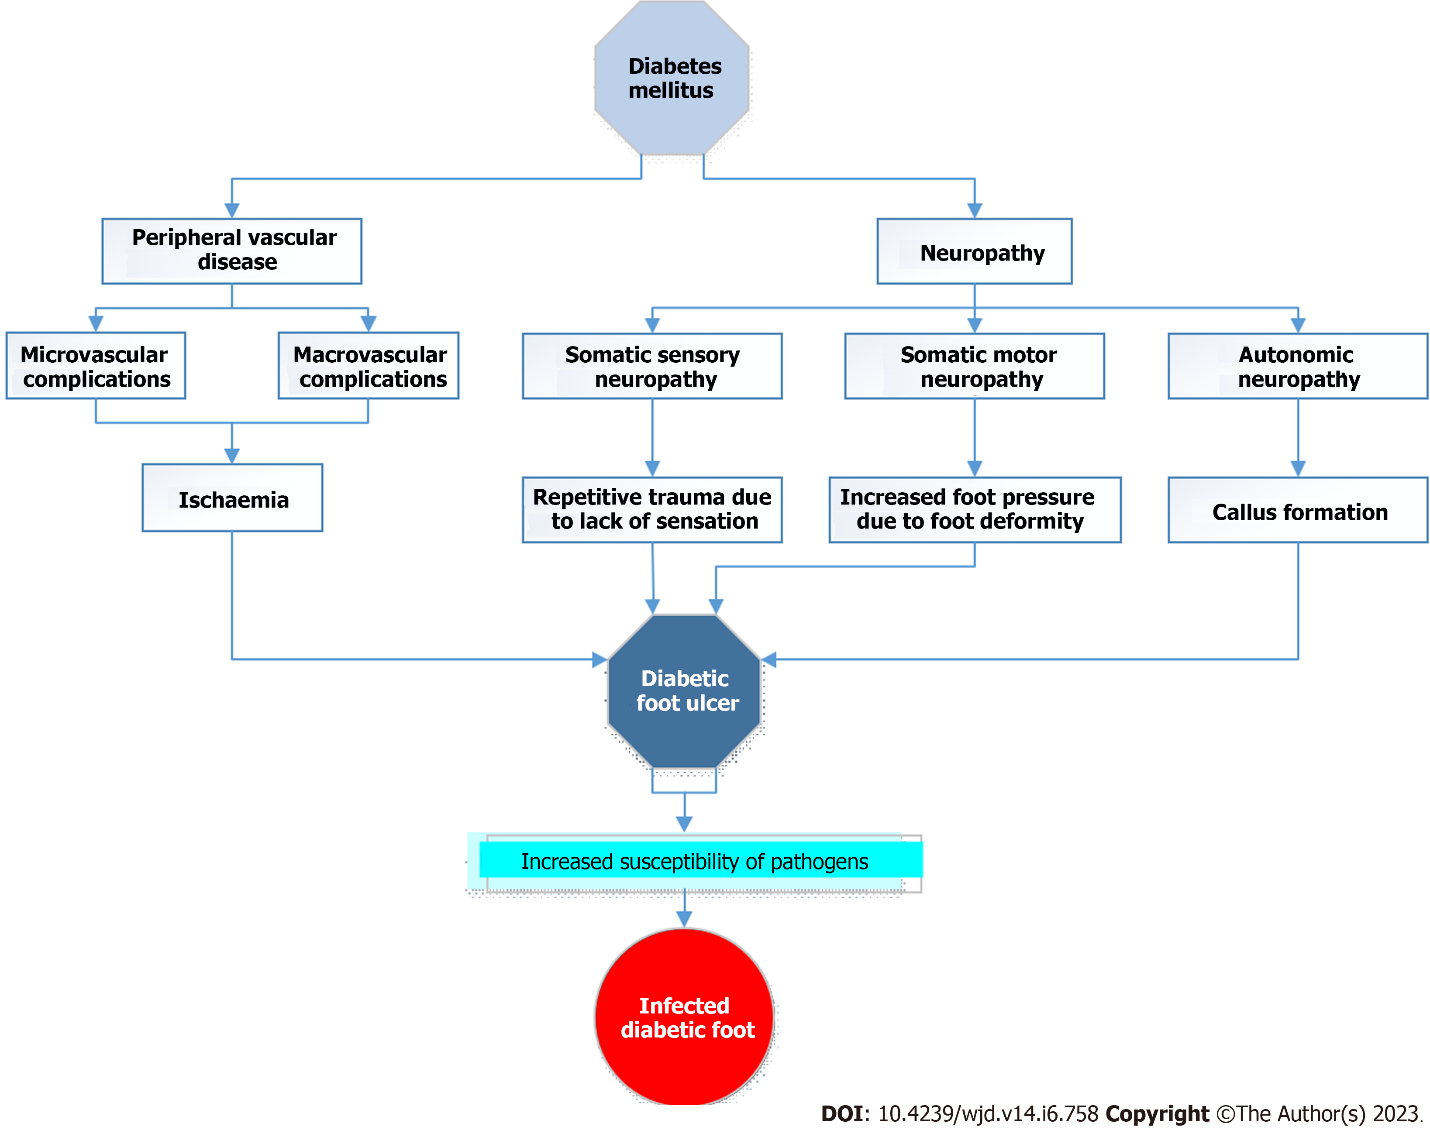 Diabetes
mellitus
Peripheral vascular
disease
Neuropathy
Microvascular
complications
Macrovascular
complications
Somatic sensory
neuropathy
Somatic motor
neuropathy
Autonomic
neuropathy
Ischaemia
Repetitive trauma due
to lack of sensation
Increased foot pressure
due to foot deformity
Callus formation
Diabetic
foot ulcer
Increased susceptibility of pathogens
Infected
diabetic foot
DOI: 10.4239/wjd.v14.i6.758 Copyright ©The Author(s) 2023.